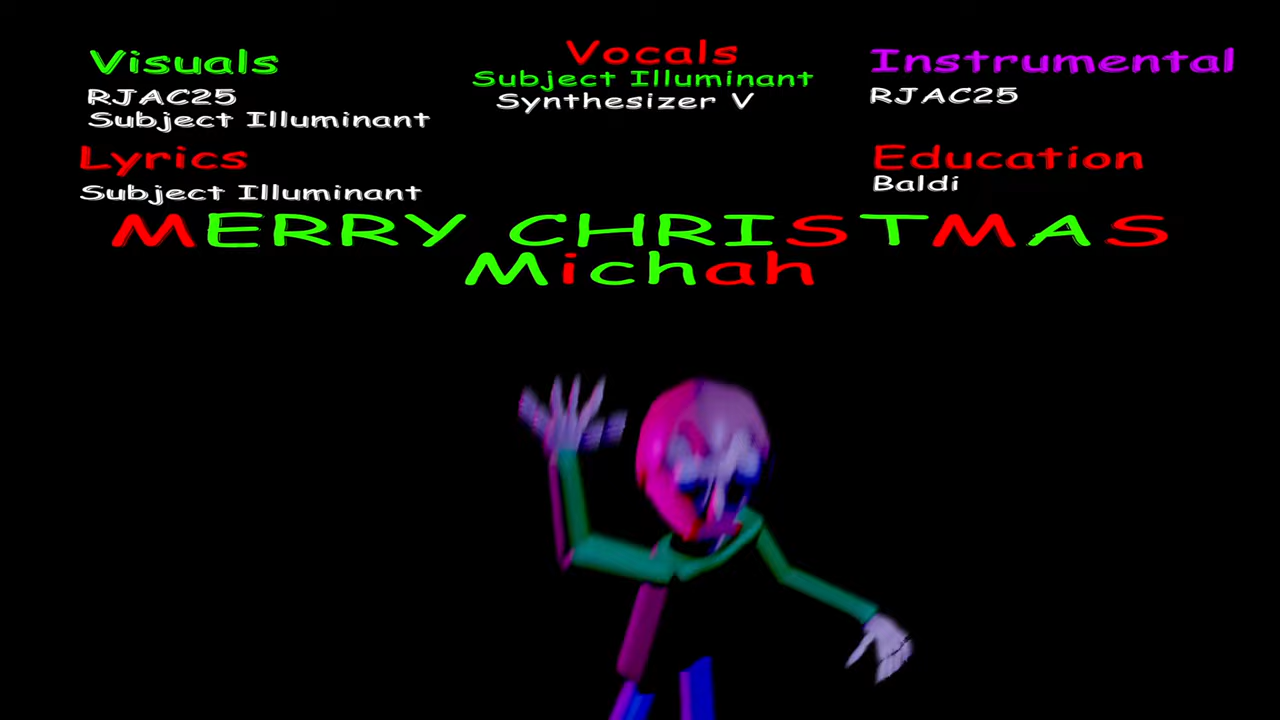 Visuals
RJAC25
Subject Illuminant
Vocals
Subject Illuminant
Synthesizer V
Instrumental
RJAC25
Lyrics
Subject Illuminant
Education
Baldi
MERRY CHRISTMAS
Michah